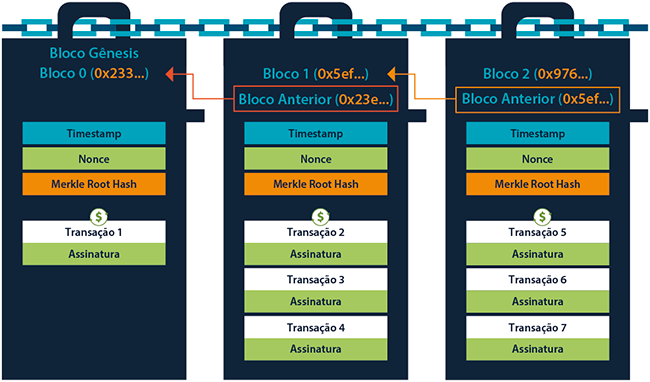 Bloco Gênesis
Bloco 0 (0x233...)
Timestamp
Nonce
Merkle Root Hash
$
Transação 1
Assinatura
Bloco 1 (0x5ef...)
Bloco Anterior (0x23e...)
Timestamp
Nonce
Merkle Root Hash
$
Transação 2
Assinatura
Transação 3
Assinatura
Transação 4
Assinatura
Bloco 2 (0x976...)
Bloco Anterior (0x5ef...)
Timestamp
Nonce
Merkle Root Hash
$
Transação 5
Assinatura
Transação 6
Assinatura
Transação 7
Assinatura